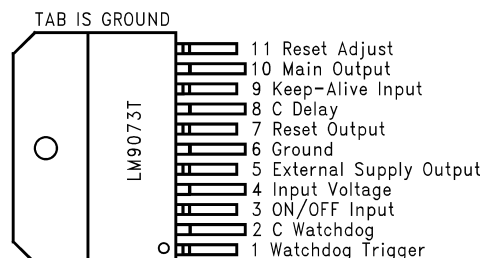 TAB IS GROUND
LM9073T
11 Reset Adjust
10 Main Output
9 Keep-Alive Input
8 C Delay
7 Reset Output
6 Ground
5 External Supply Output
4 Input Voltage
3 ON/OFF Input
2 C Watchdog
1 Watchdog Trigger